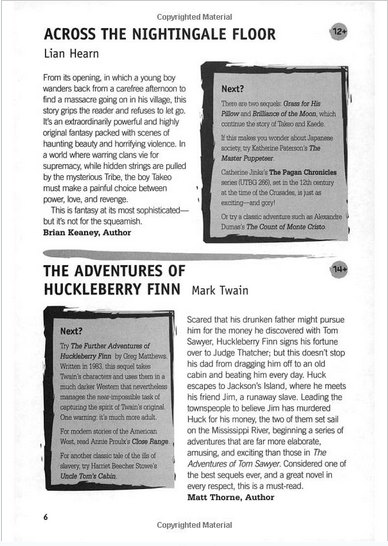 Copyrighted Material
ACROSS THE NIGHTINGALE FLOOR
12+
Lian Hearn
From its opening, in which a young boy
wanders back from a carefree afternoon to
find a massacre going on in his village, this
story grips the reader and refuses to let go.
It's an extraordinarily powerful and highly
original fantasy packed with scenes of
haunting beauty and horrifying violence. In
a world where warring clans vie for
supremacy, while hidden strings are pulled
by the mysterious Tribe, the boy Takeo
must make a painful choice between
power, love, and revenge.
This is fantasy at its most sophisticated—
but it's not for the squeamish.
Brian Keaney, Author
Next?
There are two sequels: Grass for His
Pillow and Brilliance of the Moon, which
continue the story of Takeo and Kaede.
If this makes you wonder about Japanese
society, try Katherine Paterson's The
Master Puppeteer.
Catherine Jinks's The Pagan Chronicles
series (UTBG 266), set in the 12th century
at the time of the Crusades, is just as
exciting—and gory!
Or try a classic adventure such as Alexandre
Dumas's The Count of Monte Cristo.
THE ADVENTURES OF
HUCKLEBERRY FINN Mark Twain
14+
Next?
Try The Further Adventures of
Huckleberry Finn by Greg Matthews.
Written in 1983, this sequel takes
Twain's characters and uses them in a
much darker Western that nevertheless
manages the near-impossible task of
capturing the spirit of Twain's original.
One warning: it's much more adult.
For modern stories of the American
West, read Annie Proulx's Close Range.
For another classic tale of the ills of
slavery, try Harriet Beecher Stowe's
Uncle Tom's Cabin.
Scared that his drunken father might pursue
him for the money he discovered with Tom
Sawyer, Huckleberry Finn signs his fortune
over to Judge Thatcher; but this doesn't stop
his dad from dragging him off to an old
cabin and beating him every day. Huck
escapes to Jackson's Island, where he meets
his friend Jim, a runaway slave. Leading the
townspeople to believe Jim has murdered
Huck for his money, the two of them set sail
on the Mississippi River, beginning a series of
adventures that are far more elaborate,
amusing, and exciting than those in The
Adventures of Tom Sawyer. Considered one of
the best sequels ever, and a great novel in
every respect, this is a must-read.
Matt Thorne, Author
6
Copyrighted Material